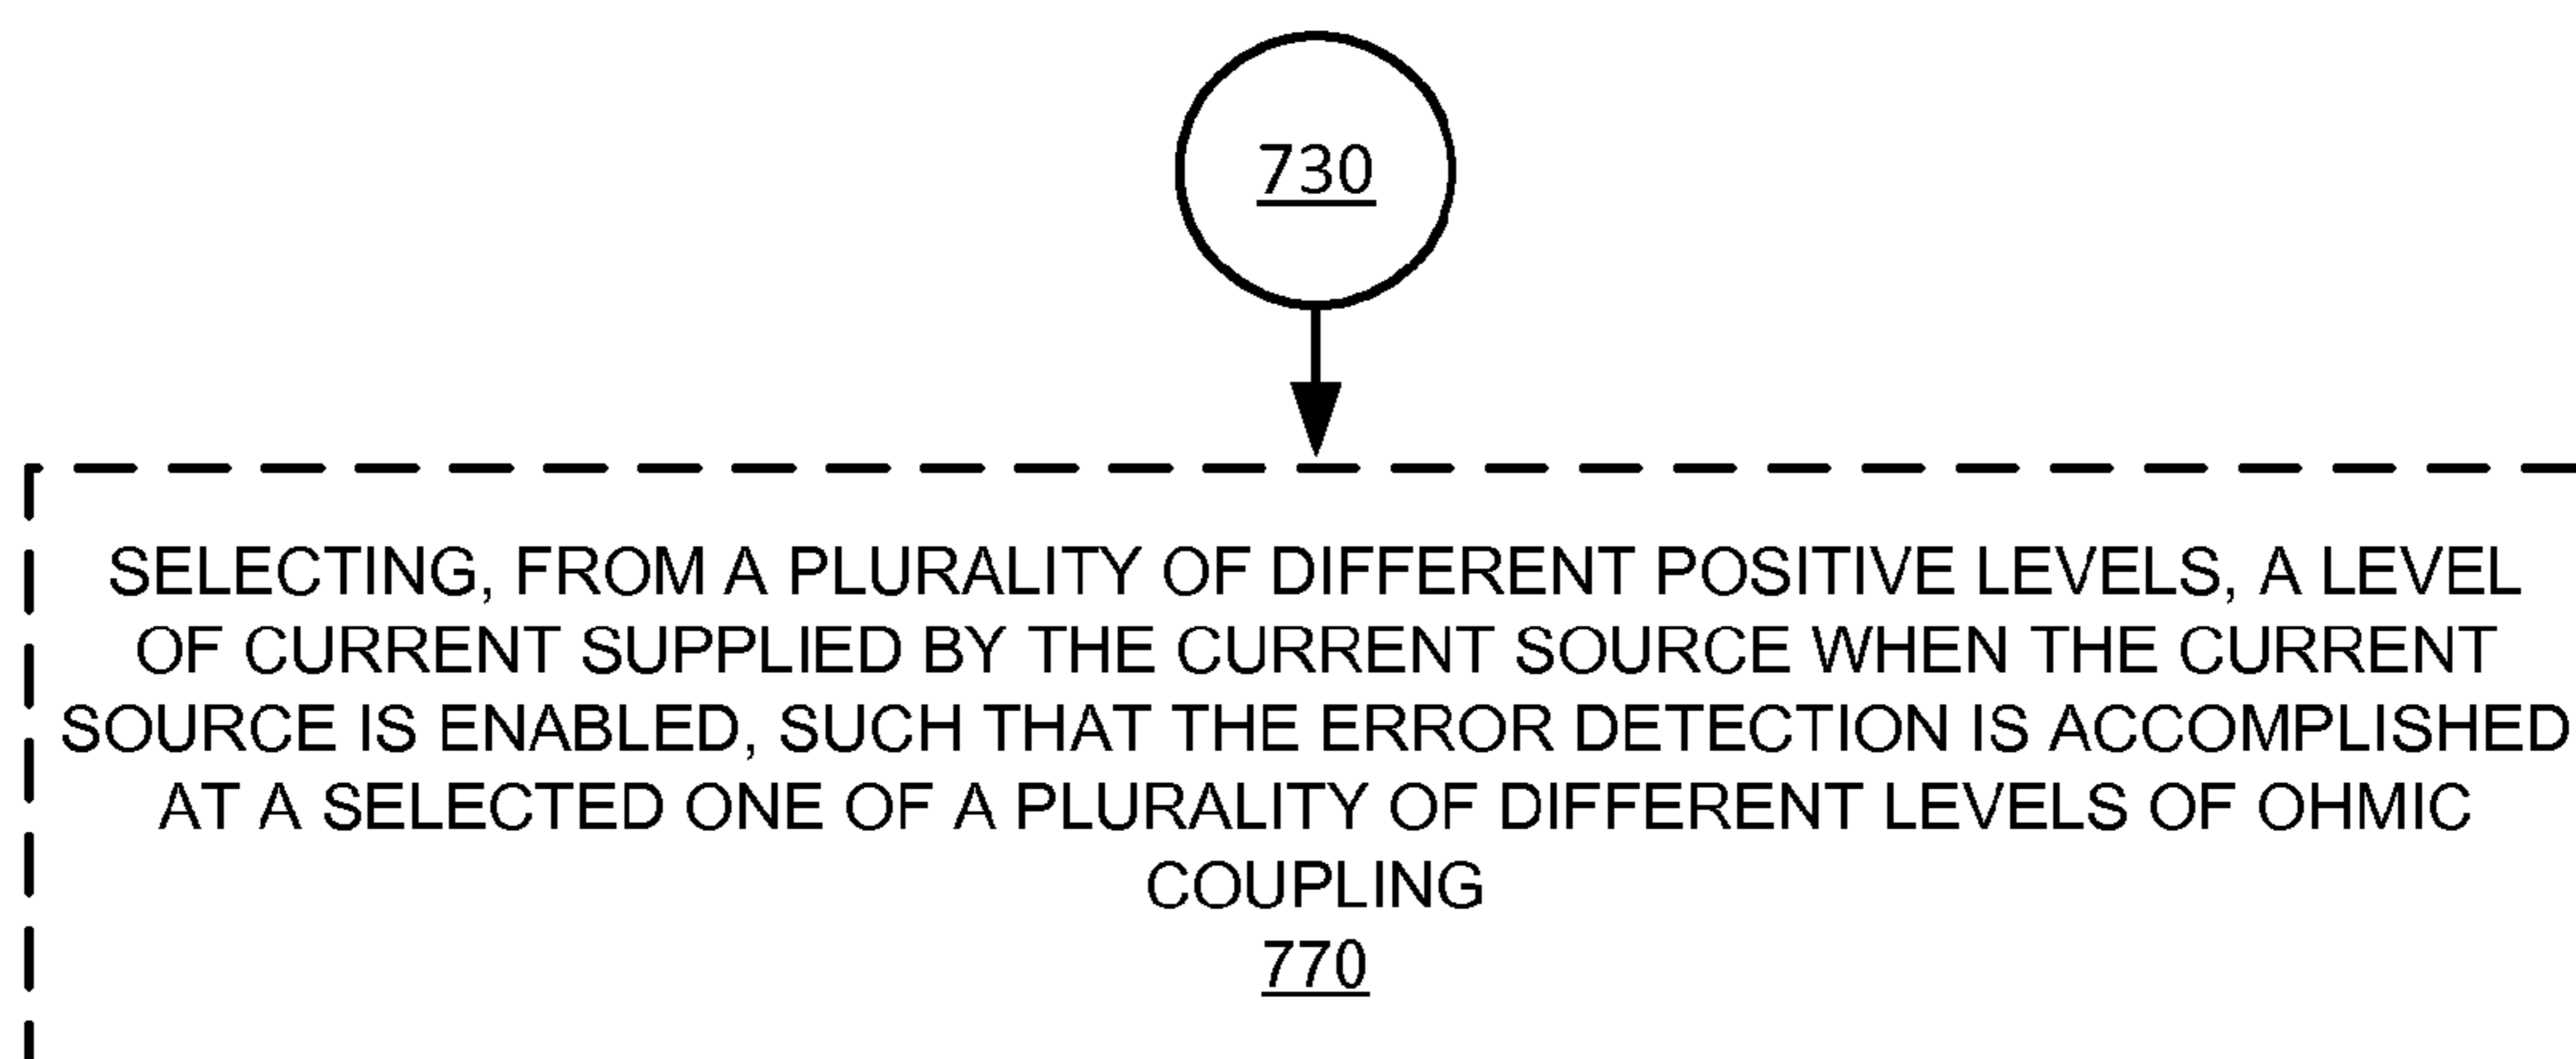 730
SELECTING, FROM A PLURALITY OF DIFFERENT POSITIVE LEVELS, A LEVEL
OF CURRENT SUPPLIED BY THE CURRENT SOURCE WHEN THE CURRENT
SOURCE IS ENABLED, SUCH THAT THE ERROR DETECTION IS ACCOMPLISHED
AT A SELECTED ONE OF A PLURALITY OF DIFFERENT LEVELS OF OHMIC
COUPLING
770